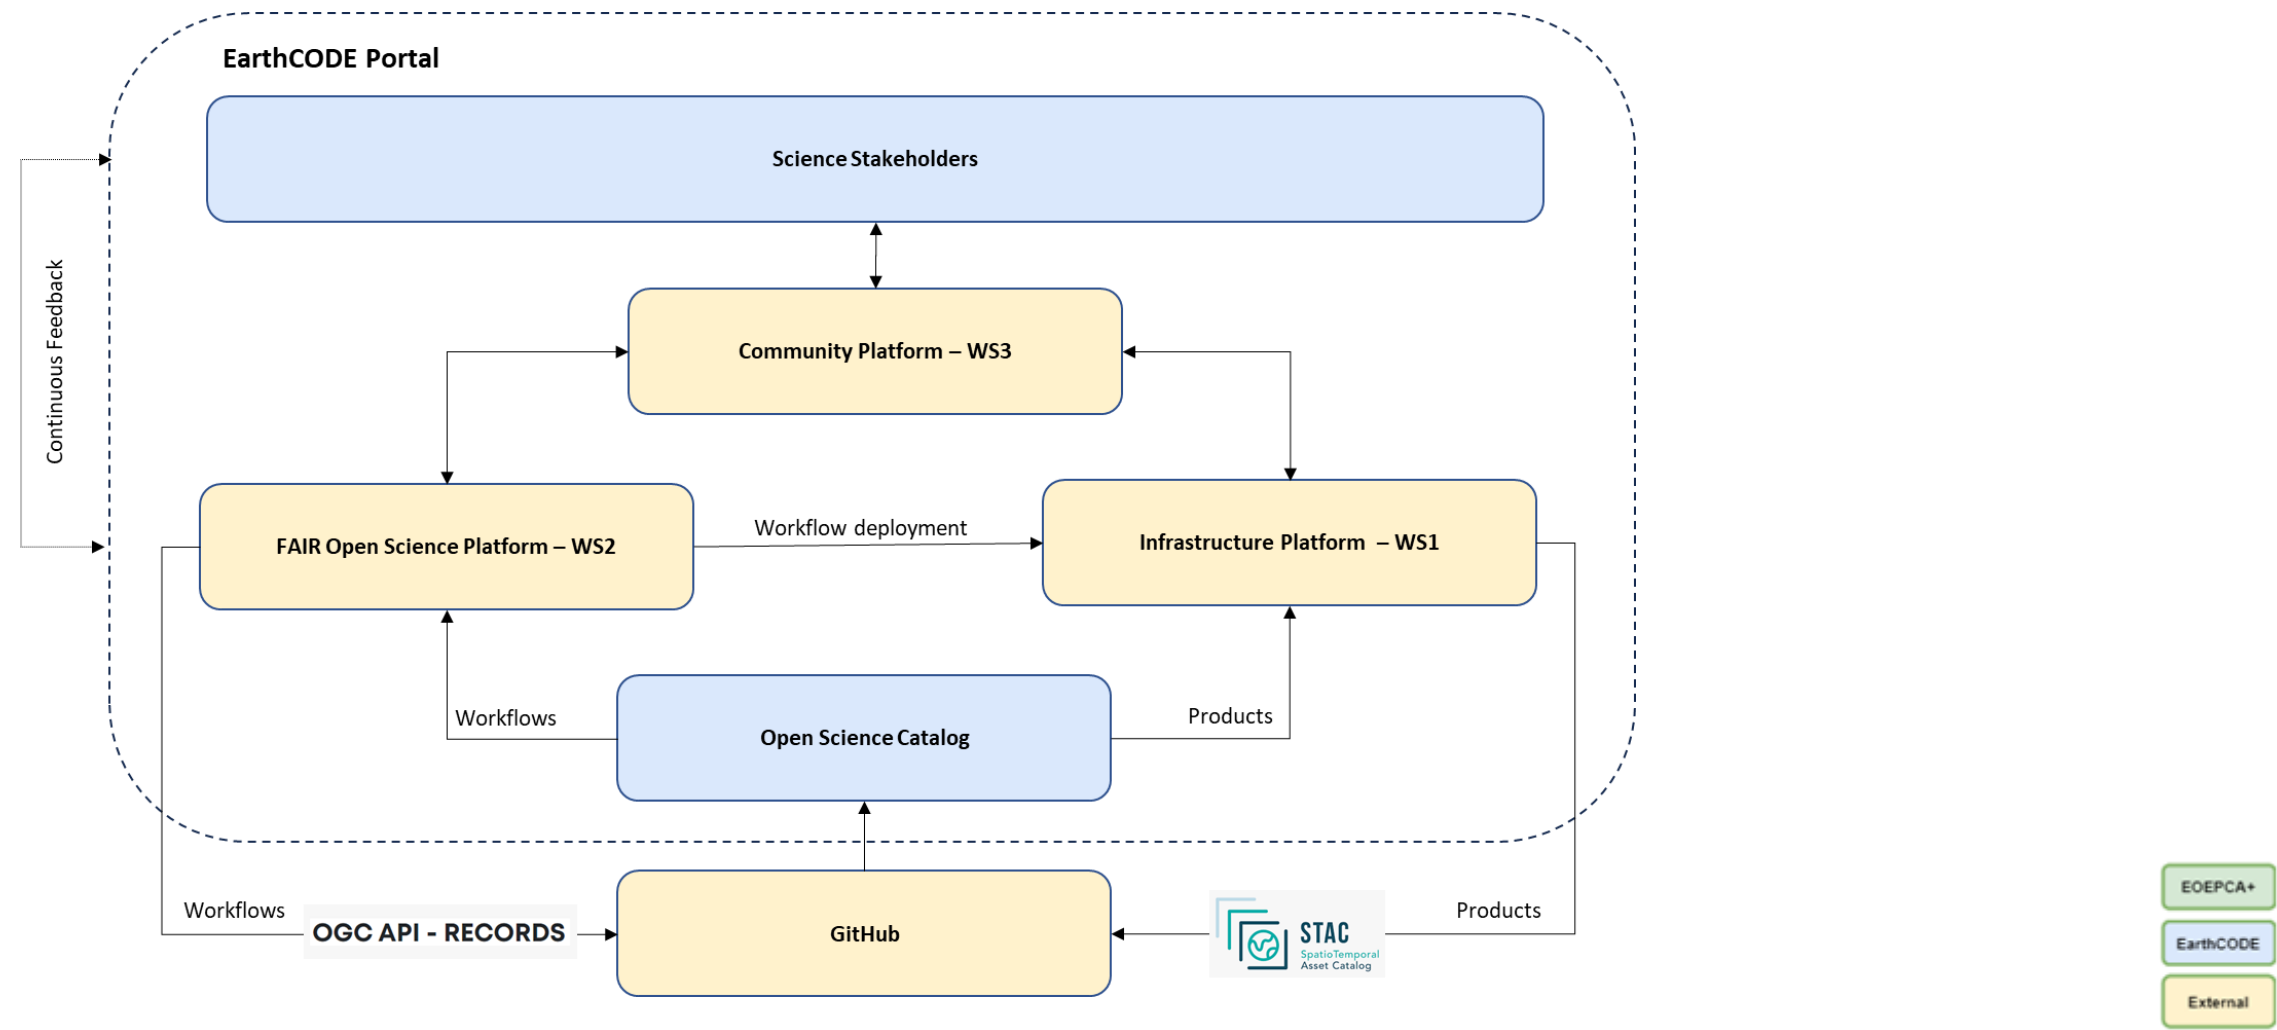 EarthCODE Portal
Science Stakeholders
Continuous Feedback
Community Platform – WS3
FAIR Open Science Platform – WS2
Workflow deployment
Infrastructure Platform – WS1
Workflows
Open Science Catalog
Products
Workflows
OGC API - RECORDS
GitHub
STAC
SpatioTemporal
Asset Catalog
Products
EOEPCA+
EarthCODE
External